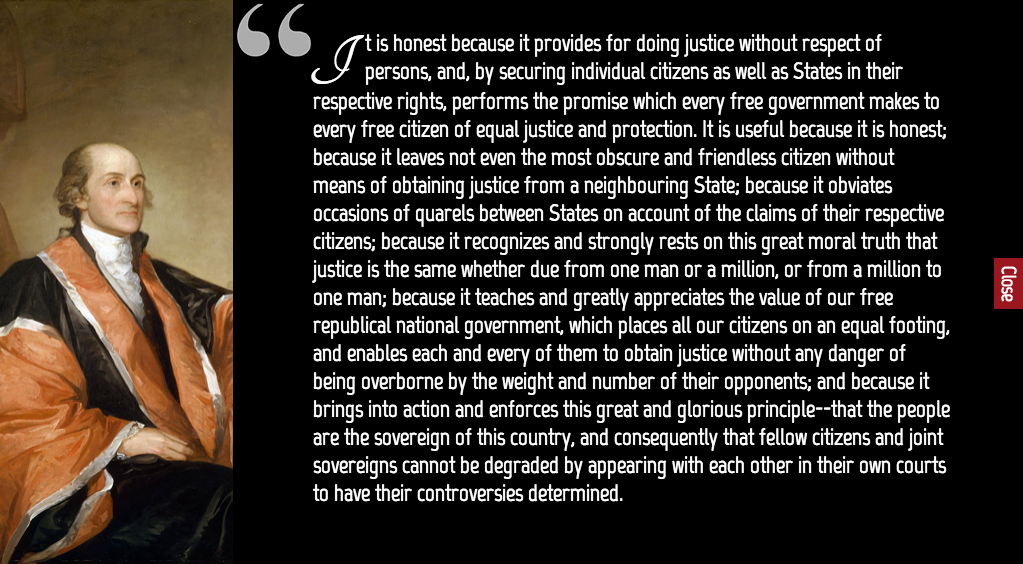 “
It is honest because it provides for doing justice without respect of
persons, and, by securing individual citizens as well as States in their
respective rights, performs the promise which every free government makes to
every free citizen of equal justice and protection. It is useful because it is honest;
because it leaves not even the most obscure and friendless citizen without
means of obtaining justice from a neighbouring State; because it obviates
occasions of quarels between States on account of the claims of their respective
citizens; because it recognizes and strongly rests on this great moral truth that
justice is the same whether due from one man or a million, or from a million to
one man; because it teaches and greatly appreciates the value of our free
republical national government, which places all our citizens on an equal footing,
and enables each and every of them to obtain justice without any danger of
being overborne by the weight and number of their opponents; and because it
brings into action and enforces this great and glorious principle--that the people
are the sovereign of this country, and consequently that fellow citizens and joint
sovereigns cannot be degraded by appearing with each other in their own courts
to have their controversies determined.
Close